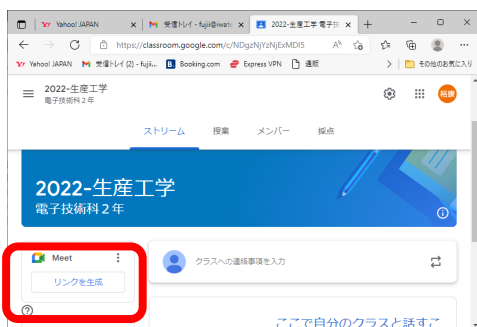 Yahoo! JAPAN
受信トレイ - fujii@iwate
2022-生産工学 電子技
https://classroom.google.com/c/NDgzNjYzNjExMDI5
Yahoo! JAPAN 受信トレイ (2) - fujii... Booking.com Express VPN 通販 その他のお気に入り
2022-生産工学
電子技術科２年
裕康
ストリーム 授業 メンバー 採点
2022-生産工学
電子技術科２年
Meet
リンクを生成
クラスへの連絡事項を入力
ここで自分のクラスと話すこ